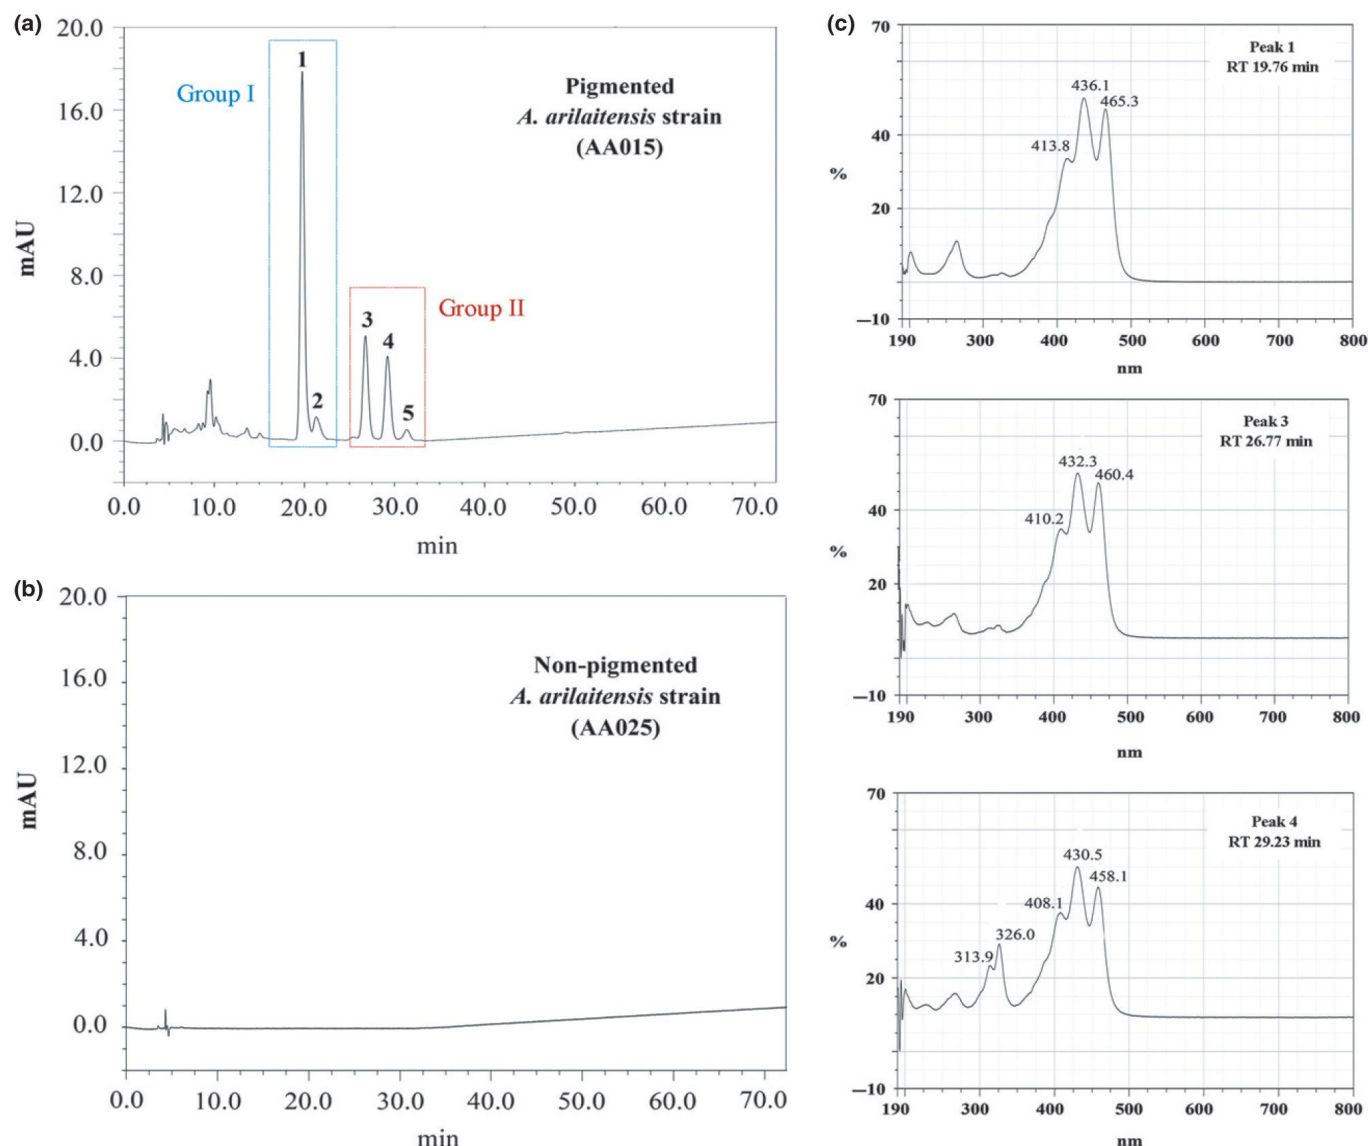 (a)
20.0
16.0
12.0
8.0
4.0
0.0
mAU
Group I
1
2
Pigmented
A. arilaitensis strain
(AA015)
3
4
5
Group II
0.0 10.0 20.0 30.0 40.0 50.0 60.0 70.0
min
(b)
20.0
16.0
12.0
8.0
4.0
0.0
mAU
Non-pigmented
A. arilaitensis strain
(AA025)
0.0 10.0 20.0 30.0 40.0 50.0 60.0 70.0
min
(c)
70
40
20
—10
%
Peak 1
RT 19.76 min
436.1
465.3
413.8
190 300 400 500 600 700 800
nm
70
40
20
—10
%
Peak 3
RT 26.77 min
432.3
460.4
410.2
190 300 400 500 600 700 800
nm
70
40
20
—10
%
Peak 4
RT 29.23 min
430.5
458.1
408.1
326.0
313.9
190 300 400 500 600 700 800
nm